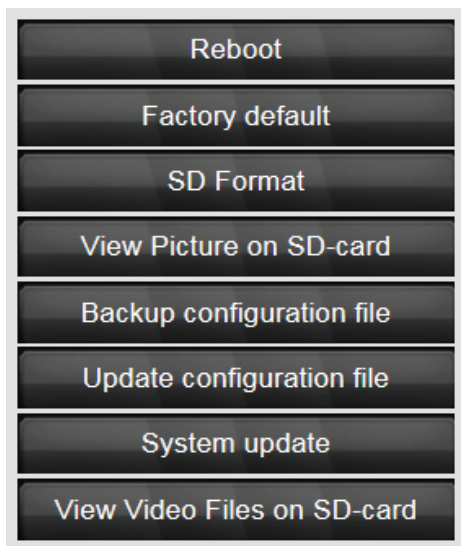 Reboot
Factory default
SD Format
View Picture on SD-card
Backup configuration file
Update configuration file
System update
View Video Files on SD-card